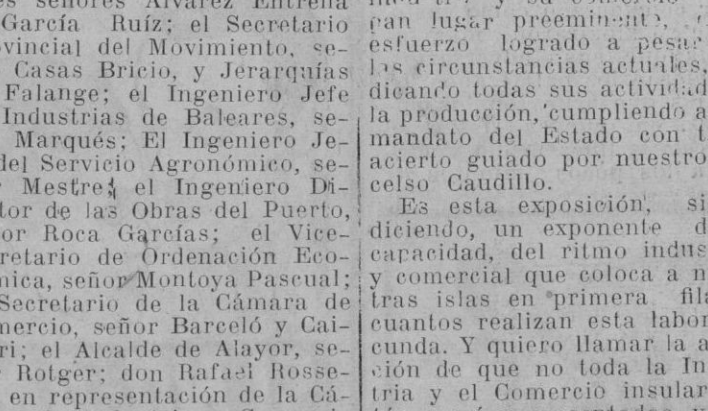 es señores Alvarez Entrena
García Ruíz; el Secretario
ovincial del Movimiento, se-
Casas Bricio, y Jerarquías
Falange; el Ingeniero Jefe
Industrias de Baleares, se-
Marqués; El Ingeniero Je-
del Servicio Agronómico, se-
Mestre; el Ingeniero Di-
tor de las Obras del Puerto,
or Roca Garcías; el Vice-
retario de Ordenación Eco-
mica, señor Montoya Pascual;
Secretario de la Cámara de
mercio, señor Barceló y Cai-
ri; el Alcalde de Alayor, se-
Rotger; don Rafael Rosse-
en representación de la Cá-
pan lugar preeminente,
esfuerzo logrado a pesar
las circunstancias actuales,
dicando todas sus actividad
la producción, cumpliendo a
mandato del Estado con t
acierto guiado por nuestro
celso Caudillo.
Es esta exposición, si
diciendo, un exponente d
capacidad, del ritmo indus
y comercial que coloca a n
tras islas en primera fila
cuantos realizan esta labor
cunda. Y quiero llamar la a
ción de que no toda la In
tria y el Comercio insular